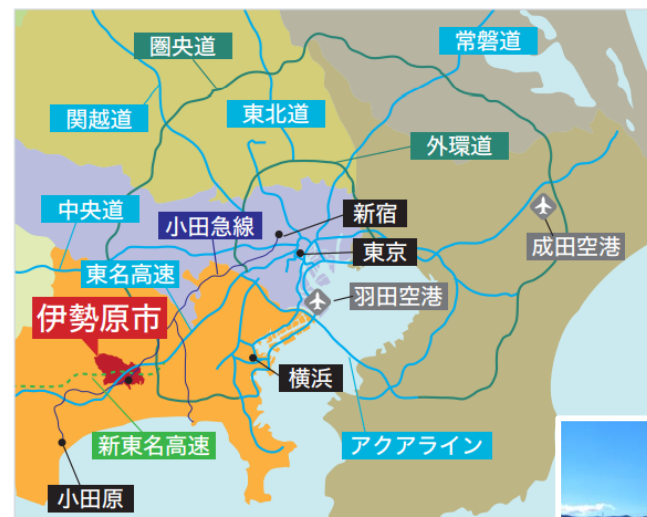 常磐道
圏央道
関越道
東北道
外環道
中央道
小田急線
新宿
東京
成田空港
東名高速
羽田空港
伊勢原市
横浜
新東名高速
アクアライン
小田原